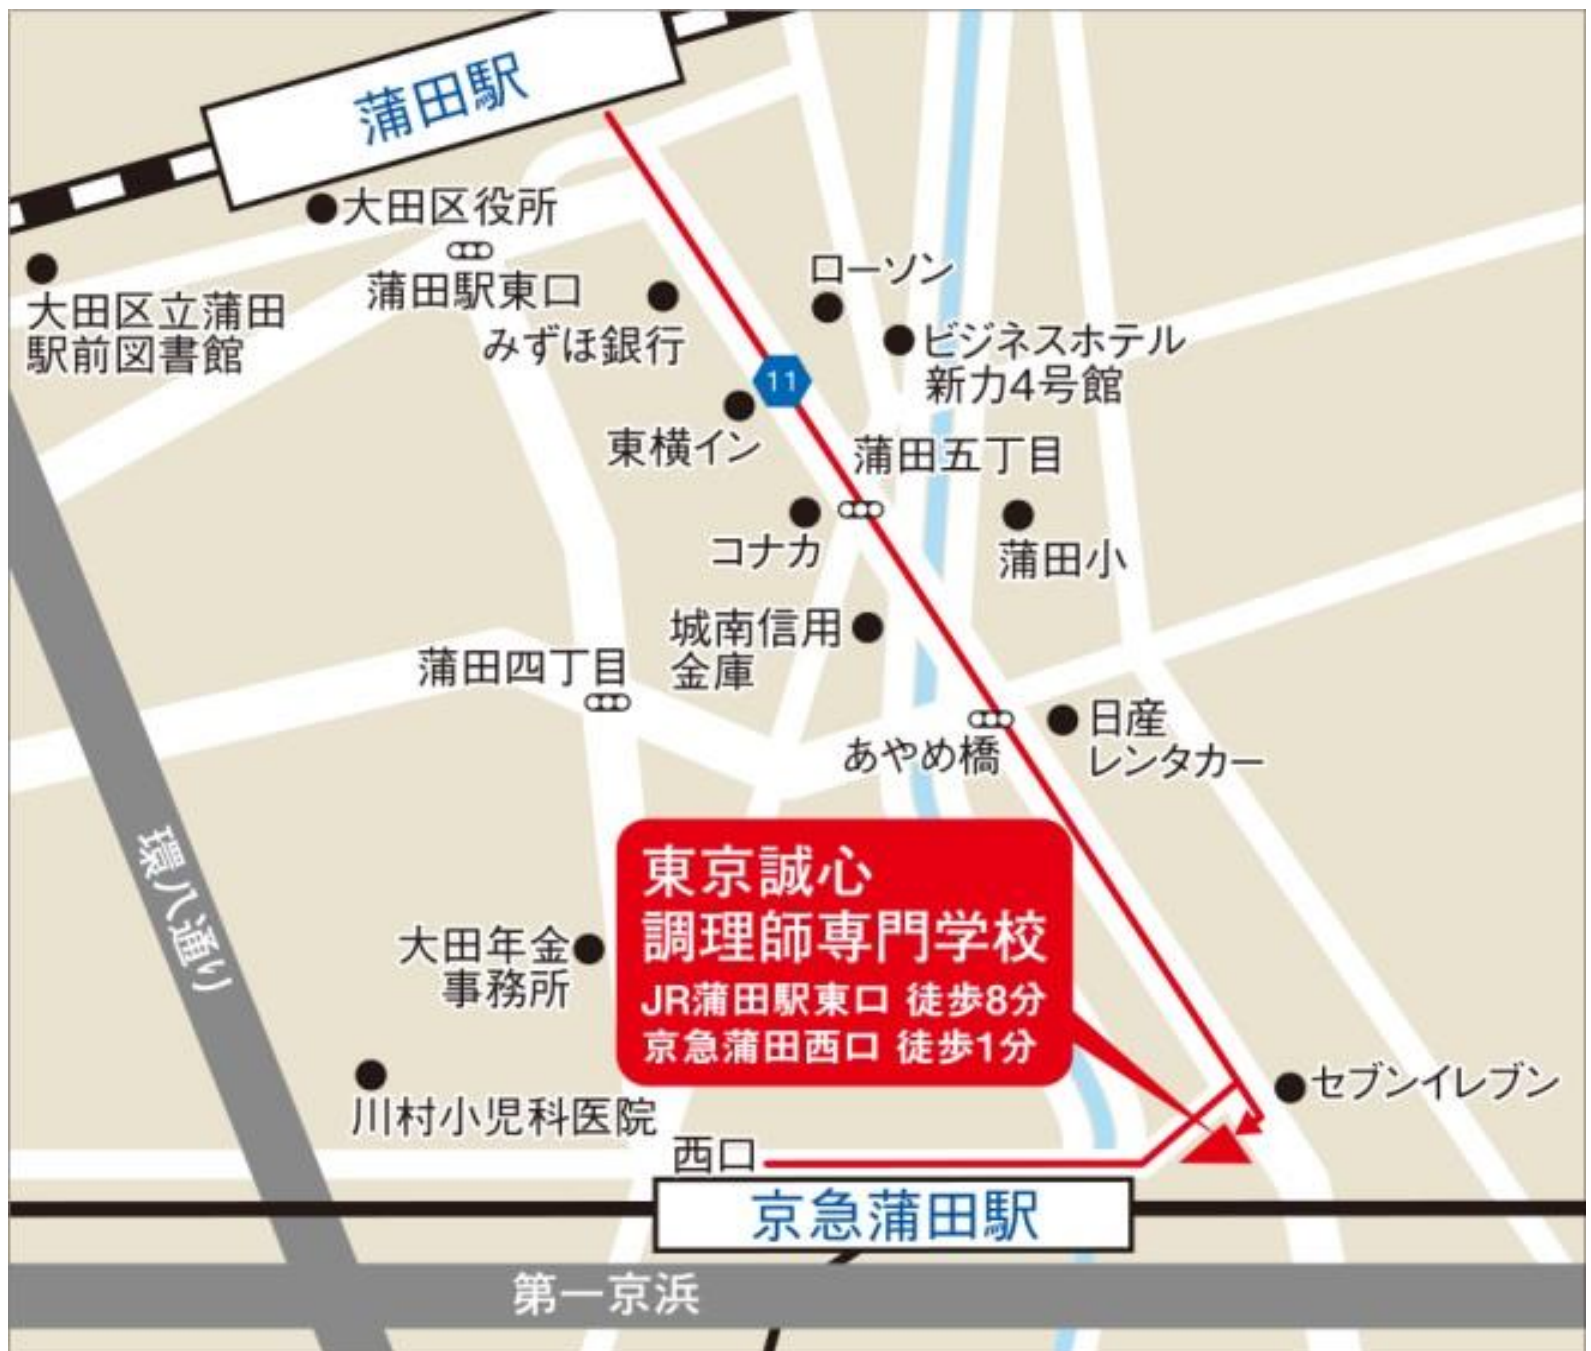 蒲田駅
大田区役所
蒲田駅東口
大田区立蒲田
駅前図書館
みずほ銀行
ローソン
ビジネスホテル
新力4号館
11
東横イン
蒲田五丁目
コナカ
蒲田小
城南信用
金庫
蒲田四丁目
日産
レンタカー
あやめ橋
環八通り
東京誠心
調理師専門学校
JR蒲田駅東口 徒歩8分
京急蒲田西口 徒歩1分
大田年金
事務所
川村小児科医院
セブンイレブン
西口
京急蒲田駅
第一京浜